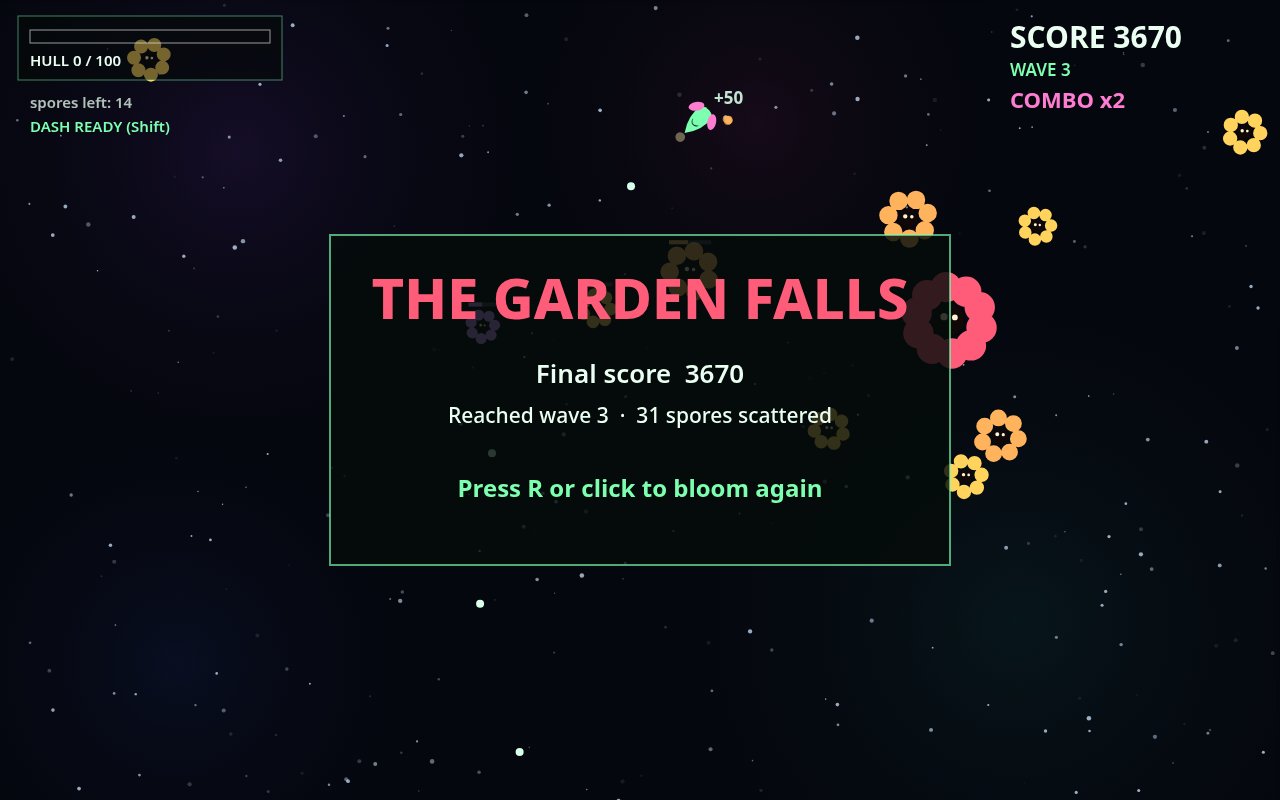 HULL 0 / 100
spores left: 14
DASH READY (Shift)
SCORE 3670
WAVE 3
COMBO x2
+50
THE GARDEN FALLS
Final score 3670
Reached wave 3 · 31 spores scattered
Press R or click to bloom again